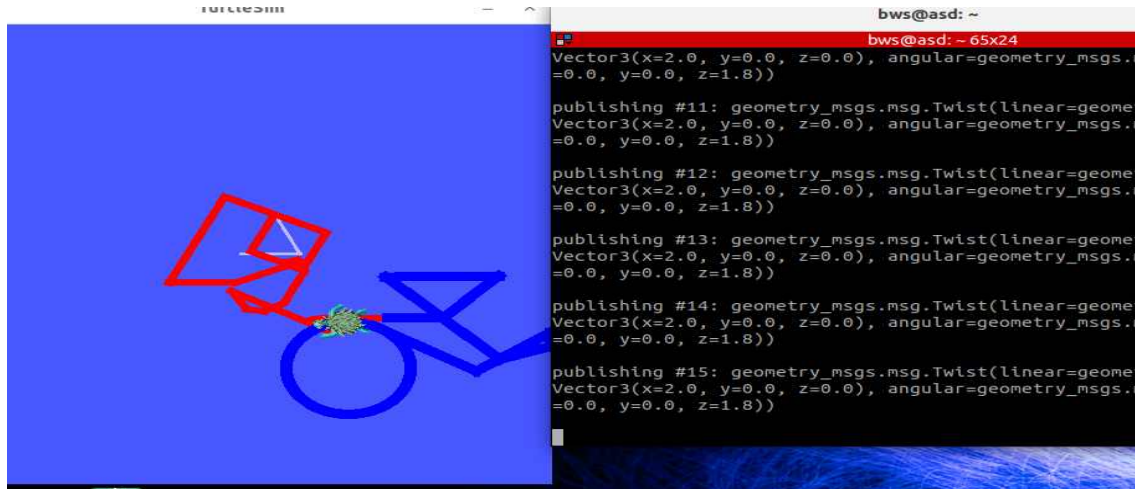 TurtleSim
bws@asd: ~
bws@asd: ~ 65x24
Vector3(x=2.0, y=0.0, z=0.0), angular=geometry_msgs.
=0.0, y=0.0, z=1.8))
publishing #11: geometry_msgs.msg.Twist(linear=geome
Vector3(x=2.0, y=0.0, z=0.0), angular=geometry_msgs.
=0.0, y=0.0, z=1.8))
publishing #12: geometry_msgs.msg.Twist(linear=geome
Vector3(x=2.0, y=0.0, z=0.0), angular=geometry_msgs.
=0.0, y=0.0, z=1.8))
publishing #13: geometry_msgs.msg.Twist(linear=geome
Vector3(x=2.0, y=0.0, z=0.0), angular=geometry_msgs.
=0.0, y=0.0, z=1.8))
publishing #14: geometry_msgs.msg.Twist(linear=geome
Vector3(x=2.0, y=0.0, z=0.0), angular=geometry_msgs.
=0.0, y=0.0, z=1.8))
publishing #15: geometry_msgs.msg.Twist(linear=geome
Vector3(x=2.0, y=0.0, z=0.0), angular=geometry_msgs.
=0.0, y=0.0, z=1.8))